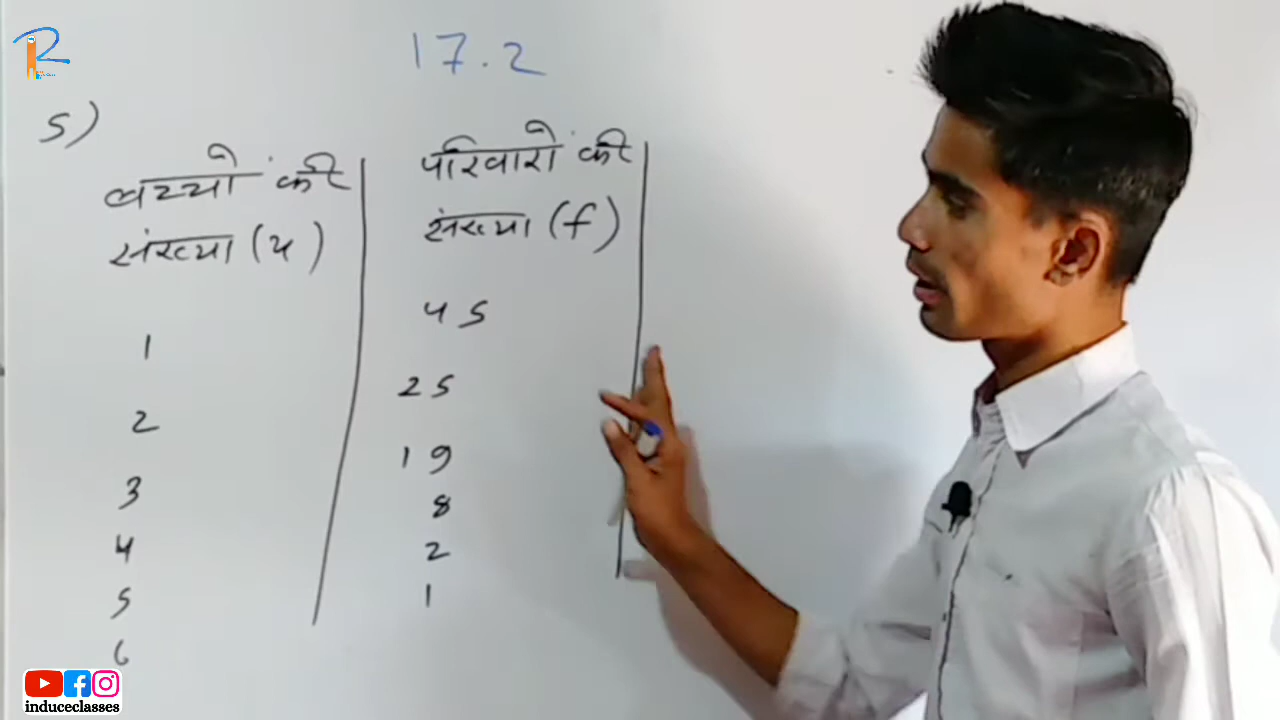 17.2
5)
बच्चों की
संख्या (x)
परिवारों की
संख्या (f)
1
2
3
4
5
6
45
25
19
8
2
1
R
induceclasses